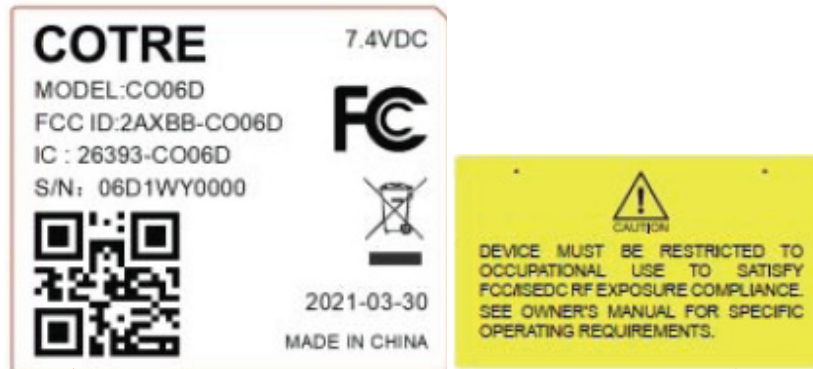 COTRE
7.4VDC
MODEL:CO06D
FCC ID:2AXBB-CO06D
FC
IC : 26393-CO06D
S/N: 06D1WY0000
2021-03-30
MADE IN CHINA
CAUTION
DEVICE MUST BE RESTRICTED TO
OCCUPATIONAL USE TO SATISFY
FCC/ISEDC RF EXPOSURE COMPLIANCE.
SEE OWNER'S MANUAL FOR SPECIFIC
OPERATING REQUIREMENTS.